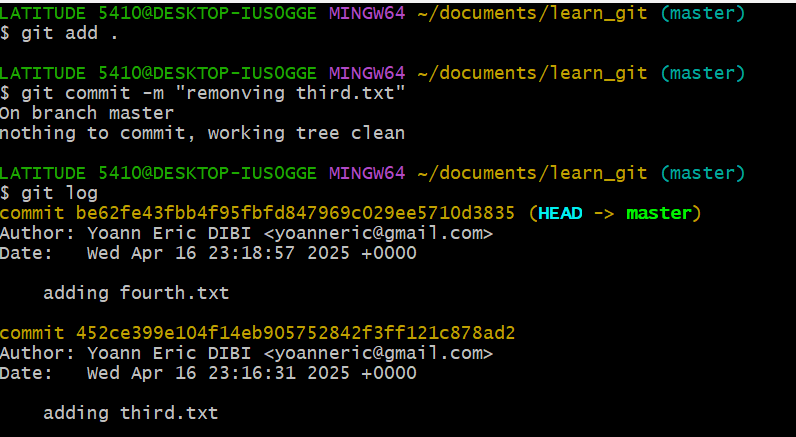 LATITUDE 5410@DESKTOP-IUSOGGE MINGW64 ~/documents/learn_git (master)
$ git add .
LATITUDE 5410@DESKTOP-IUSOGGE MINGW64 ~/documents/learn_git (master)
$ git commit -m "remonving third.txt"
On branch master
nothing to commit, working tree clean
LATITUDE 5410@DESKTOP-IUSOGGE MINGW64 ~/documents/learn_git (master)
$ git log
commit be62fe43fbb4f95fbfd847969c029ee5710d3835 (HEAD -> master)
Author: Yoann Eric DIBI <yoanneric@gmail.com>
Date:   Wed Apr 16 23:18:57 2025 +0000
adding fourth.txt
commit 452ce399e104f14eb905752842f3ff121c878ad2
Author: Yoann Eric DIBI <yoanneric@gmail.com>
Date:   Wed Apr 16 23:16:31 2025 +0000
adding third.txt